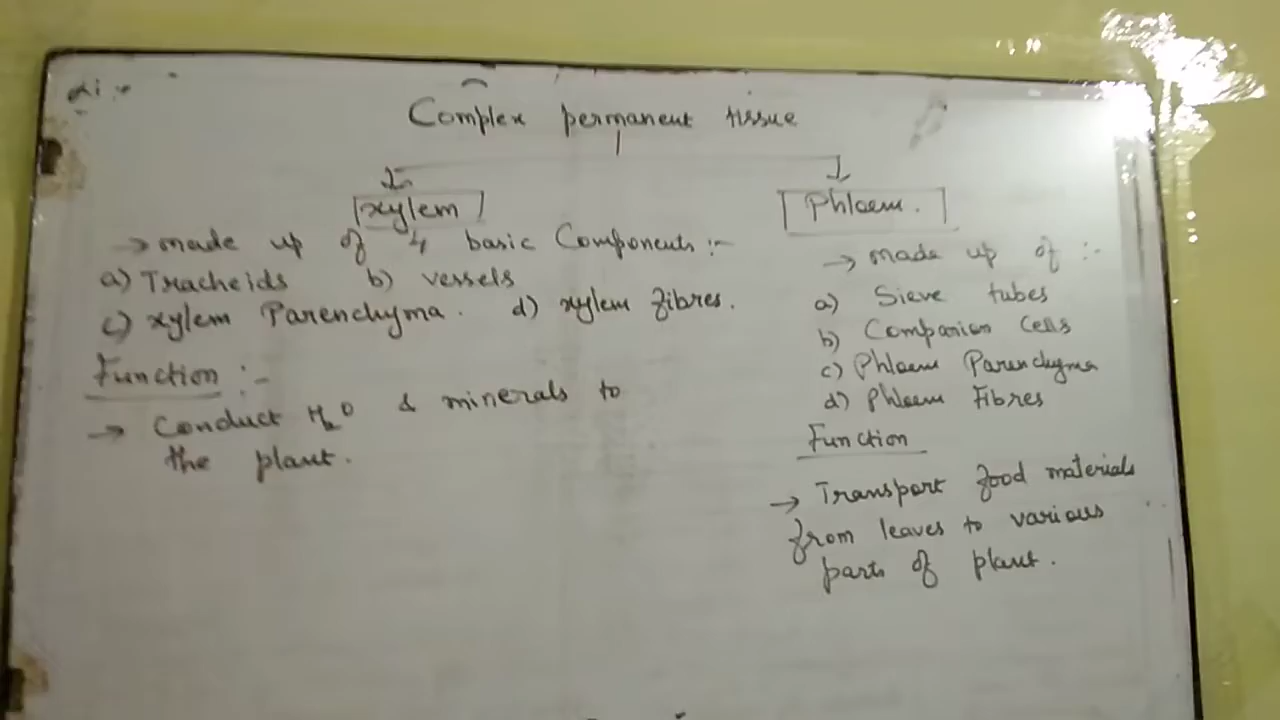 Complex permanent tissue
xylem
→ made up of 4 basic Components :-
a) Tracheids b) vessels
c) xylem Parenchyma. d) xylem fibres.
Function :-
→ Conduct H2O & minerals to
the plant.
Phloem.
→ made up of :-
a) Sieve tubes
b) Companion Cells
c) Phloem Parenchyma
d) Phloem Fibres
Function
→ Transport food materials
from leaves to various
parts of plant.